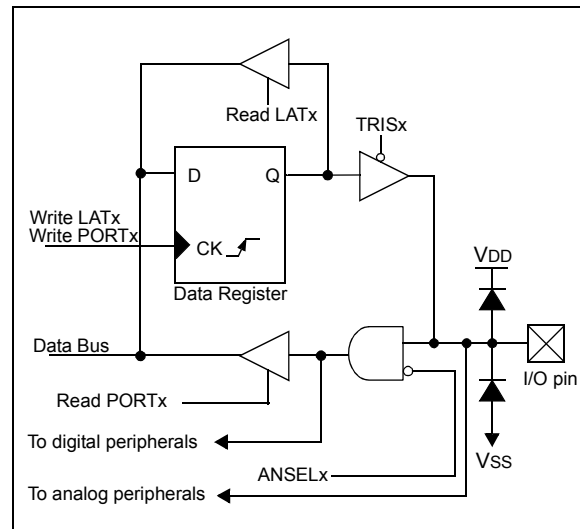 Read LATx
TRISx
D Q
Write LATx
Write PORTx
CK
Data Register
VDD
Data Bus
I/O pin
Read PORTx
To digital peripherals
VSS
ANSELx
To analog peripherals